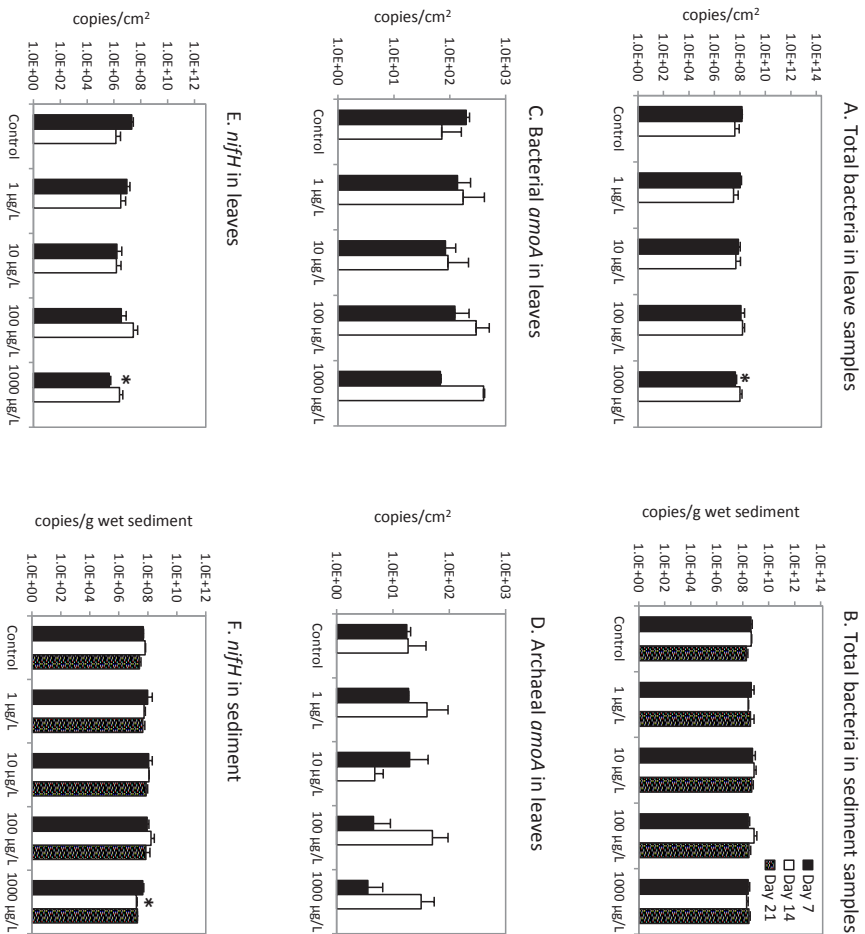 A. Total bacteria in leave samples
copies/cm²
1.0E+14
1.0E+12
1.0E+10
1.0E+08
1.0E+06
1.0E+04
1.0E+02
1.0E+00
*
Control 1 µg/L 10 µg/L 100 µg/L 1000 µg/L
B. Total bacteria in sediment samples
copies/g wet sediment
1.0E+14
1.0E+12
1.0E+10
1.0E+08
1.0E+06
1.0E+04
1.0E+02
1.0E+00
Day 7
Day 14
Day 21
Control 1 µg/L 10 µg/L 100 µg/L 1000 µg/L
C. Bacterial amoA in leaves
copies/cm²
1.0E+03
1.0E+02
1.0E+01
1.0E+00
Control 1 µg/L 10 µg/L 100 µg/L 1000 µg/L
D. Archaeal amoA in leaves
copies/cm²
1.0E+03
1.0E+02
1.0E+01
1.0E+00
Control 1 µg/L 10 µg/L 100 µg/L 1000 µg/L
E. nifH in leaves
copies/cm²
1.0E+12
1.0E+10
1.0E+08
1.0E+06
1.0E+04
1.0E+02
1.0E+00
*
Control 1 µg/L 10 µg/L 100 µg/L 1000 µg/L
F. nifH in sediment
copies/g wet sediment
1.0E+12
1.0E+10
1.0E+08
1.0E+06
1.0E+04
1.0E+02
1.0E+00
*
Control 1 µg/L 10 µg/L 100 µg/L 1000 µg/L